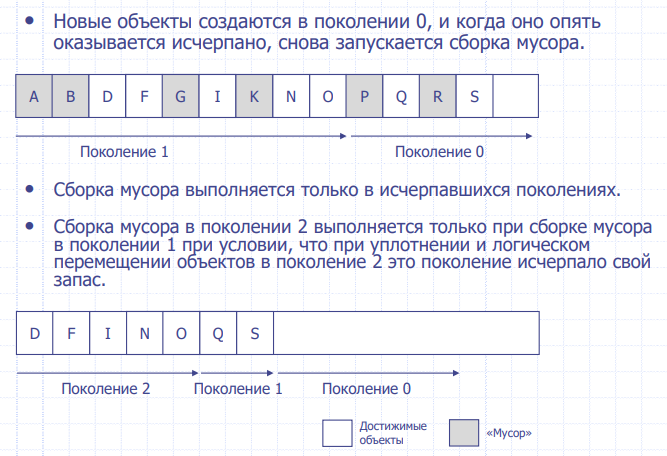 • Новые объекты создаются в поколении 0, и когда оно опять
оказывается исчерпано, снова запускается сборка мусора.
A B D F G I K N O P Q R S
Поколение 1 Поколение 0
• Сборка мусора выполняется только в исчерпавшихся поколениях.
• Сборка мусора в поколении 2 выполняется только при сборке мусора
в поколении 1 при условии, что при уплотнении и логическом
перемещении объектов в поколение 2 это поколение исчерпало свой
запас.
D F I N O Q S
Поколение 2 Поколение 1 Поколение 0
Достижимые
объекты
«Мусор»